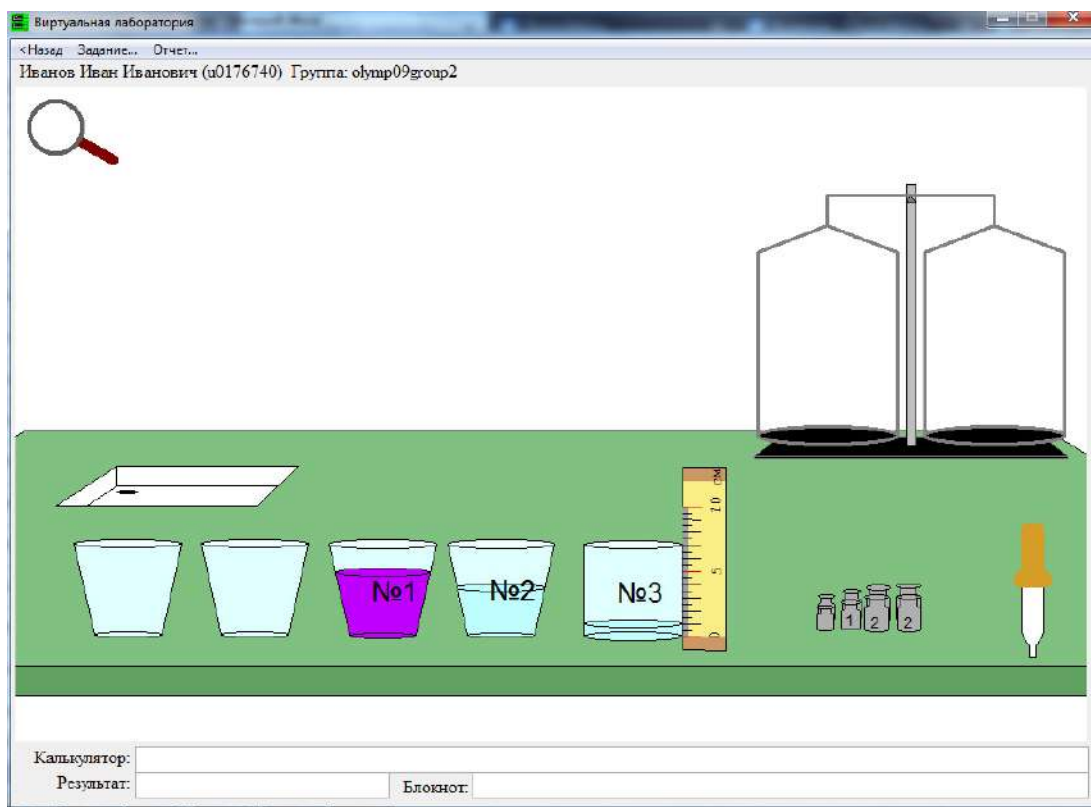 Виртуальная лаборатория
<Назад Задание... Отчет...
Иванов Иван Иванович (u0176740) Группа: olymp09group2
см
10
5
0
№1 №2 №3
1 2 2
Калькулятор:
Результат: Блокнот: